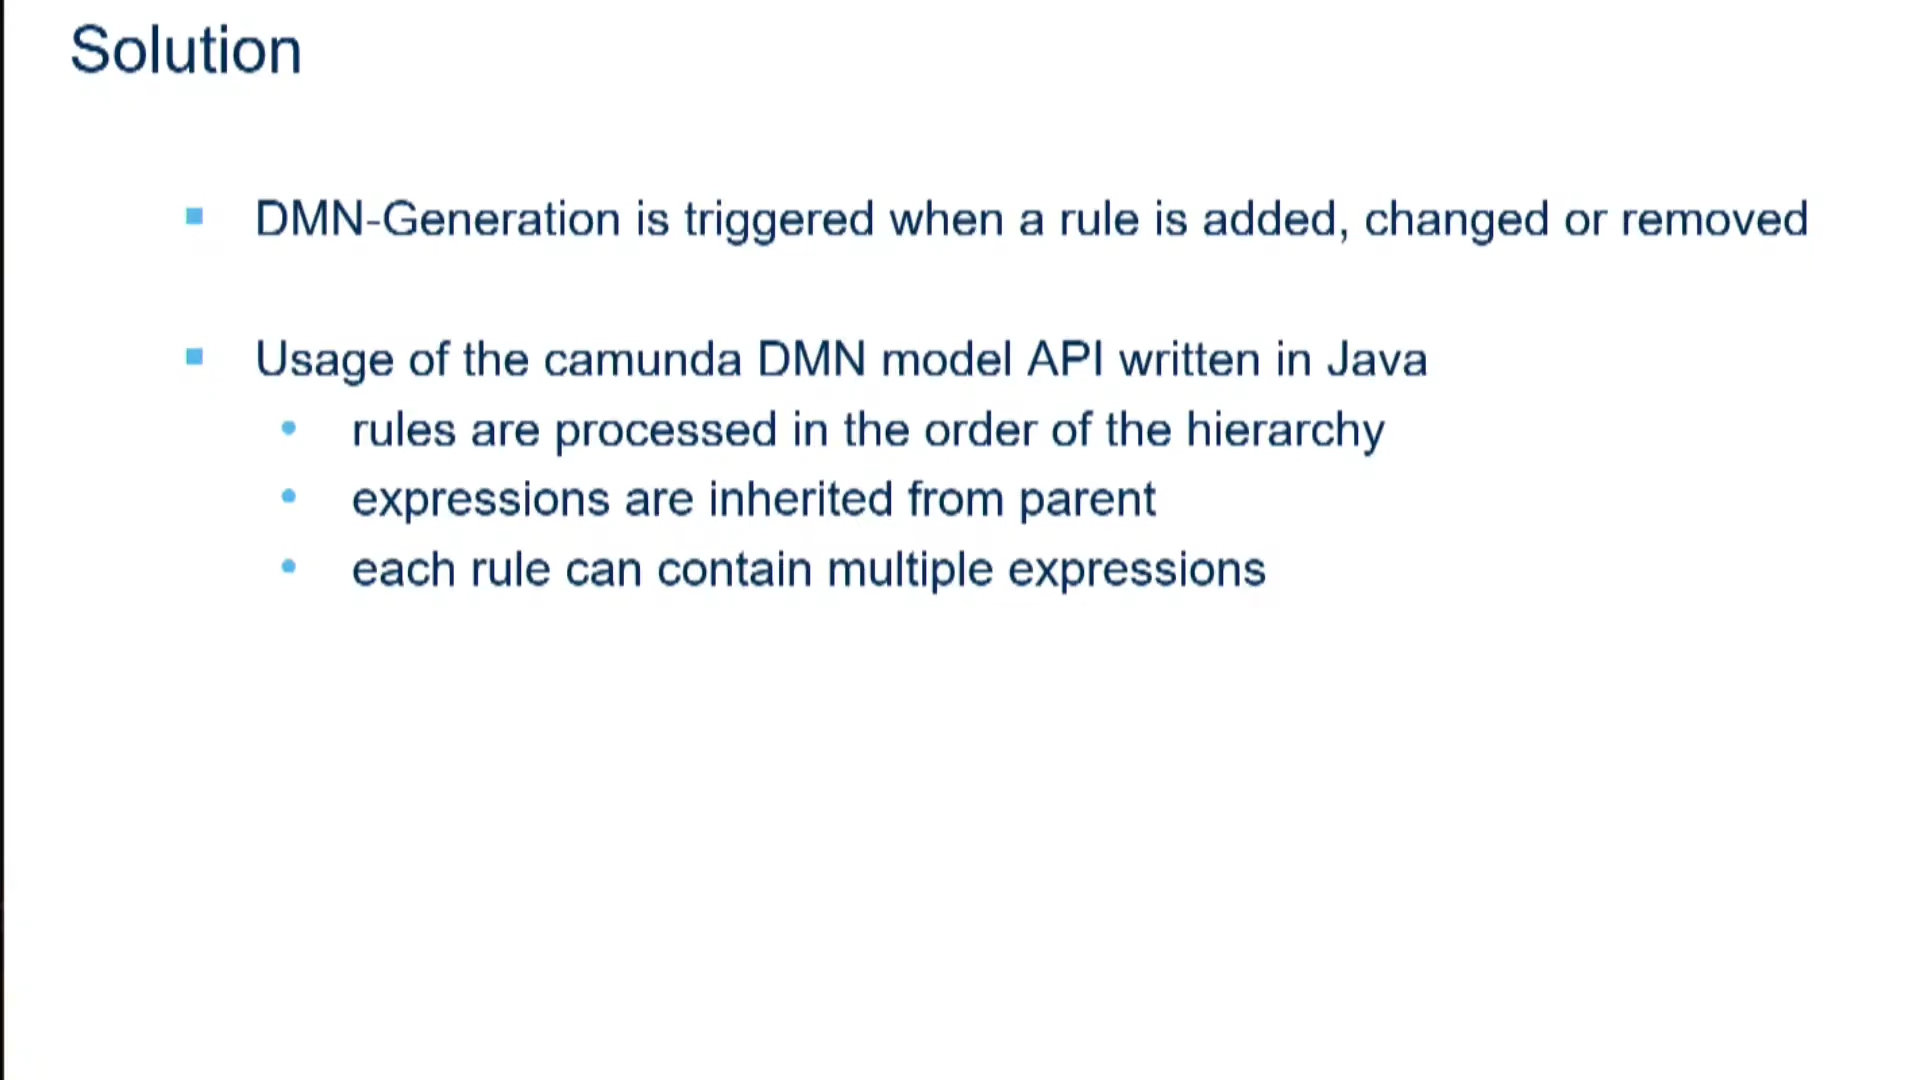 Solution
DMN-Generation is triggered when a rule is added, changed or removed
Usage of the camunda DMN model API written in Java
rules are processed in the order of the hierarchy
expressions are inherited from parent
each rule can contain multiple expressions